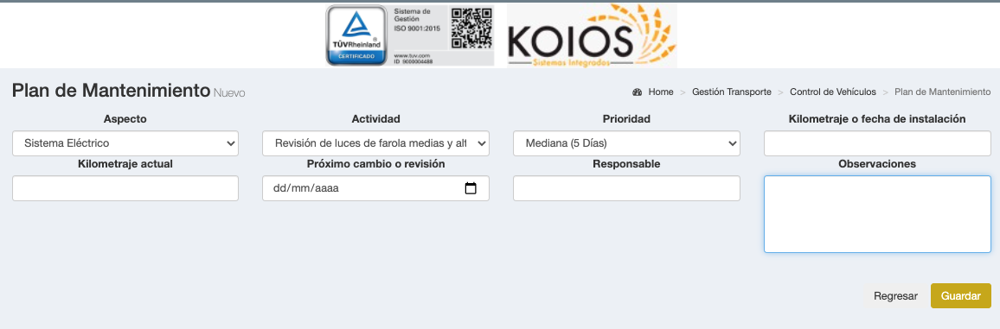 TÜVRheinland
CERTIFICADO
Sistema de
Gestión
ISO 9001:2015
www.tuv.com
ID 9000004488
KOIOS
Sistemas Integrados
Plan de Mantenimiento Nuevo
Home > Gestión Transporte > Control de Vehículos > Plan de Mantenimiento
Aspecto
Actividad
Prioridad
Kilometraje o fecha de instalación
Sistema Eléctrico
Revisión de luces de farola medias y alt
Mediana (5 Días)
Kilometraje actual
Próximo cambio o revisión
Responsable
Observaciones
dd/mm/aaaa
Regresar
Guardar